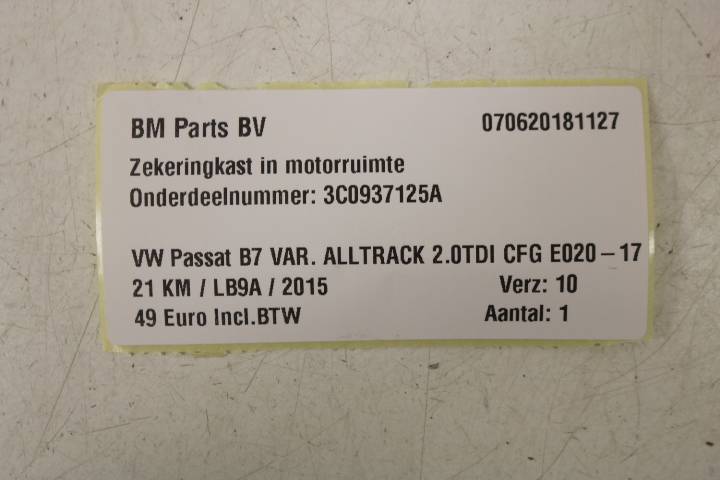 BM Parts BV 070620181127
Zekeringkast in motorruimte
Onderdeelnummer: 3C0937125A
VW Passat B7 VAR. ALLTRACK 2.0TDI CFG E020-17
21 KM / LB9A / 2015 Verz: 10
49 Euro Incl.BTW Aantal: 1